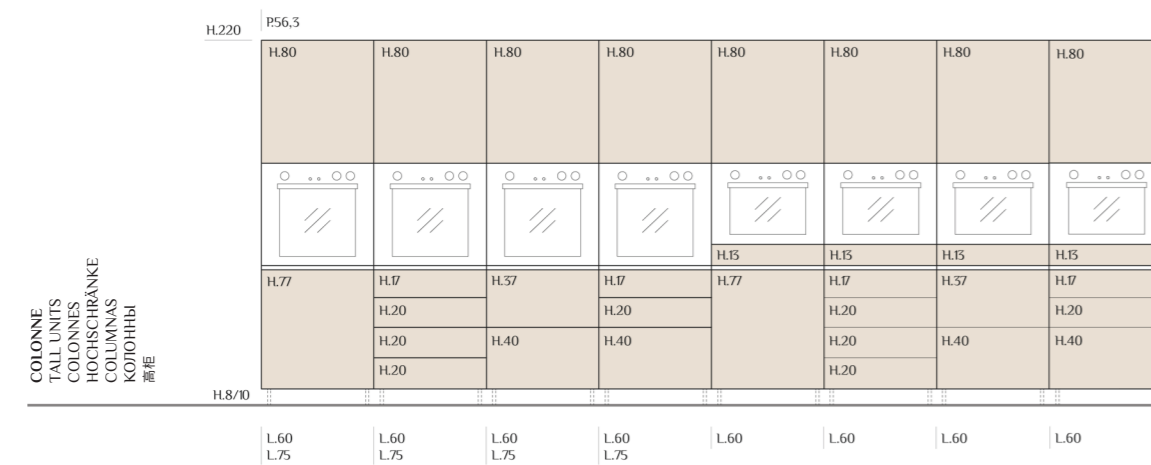 P.56,3
H.220
H.80 H.80 H.80 H.80 H.80 H.80 H.80 H.80
H.13 H.13 H.13 H.13
H.77 H.17 H.37 H.17 H.77 H.17 H.37 H.17
H.20 H.20 H.20 H.20
H.20 H.40 H.40 H.20 H.40 H.40
H.20 H.20
H.8/10
L.60 L.60 L.60 L.60 L.60 L.60 L.60 L.60
L.75 L.75 L.75 L.75
COLONNE
TALL UNITS
COLONNES
HOCHSCHRÄNKE
COLUMNAS
КОЛОННЫ
高柜